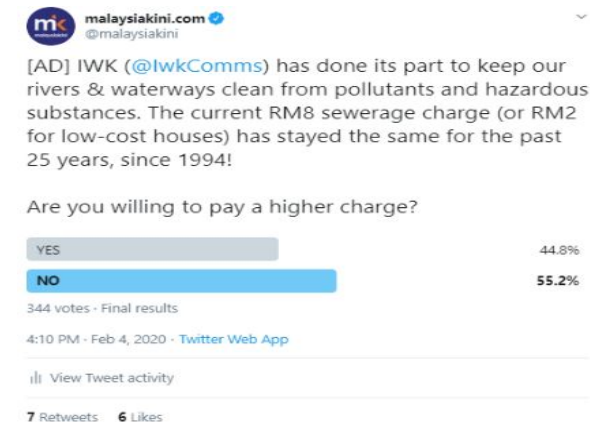 mk
malaysiakini.com
@malaysiakini
[AD] IWK (@IwkComms) has done its part to keep our
rivers & waterways clean from pollutants and hazardous
substances. The current RM8 sewerage charge (or RM2
for low-cost houses) has stayed the same for the past
25 years, since 1994!
Are you willing to pay a higher charge?
YES 44.8%
NO 55.2%
344 votes · Final results
4:10 PM · Feb 4, 2020 · Twitter Web App
View Tweet activity
7 Retweets 6 Likes